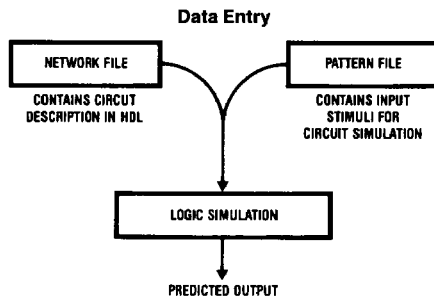 Data Entry
NETWORK FILE
CONTAINS CIRCUT
DESCRIPTION IN HDL
PATTERN FILE
CONTAINS INPUT
STIMULI FOR
CIRCUIT SIMULATION
LOGIC SIMULATION
PREDICTED OUTPUT